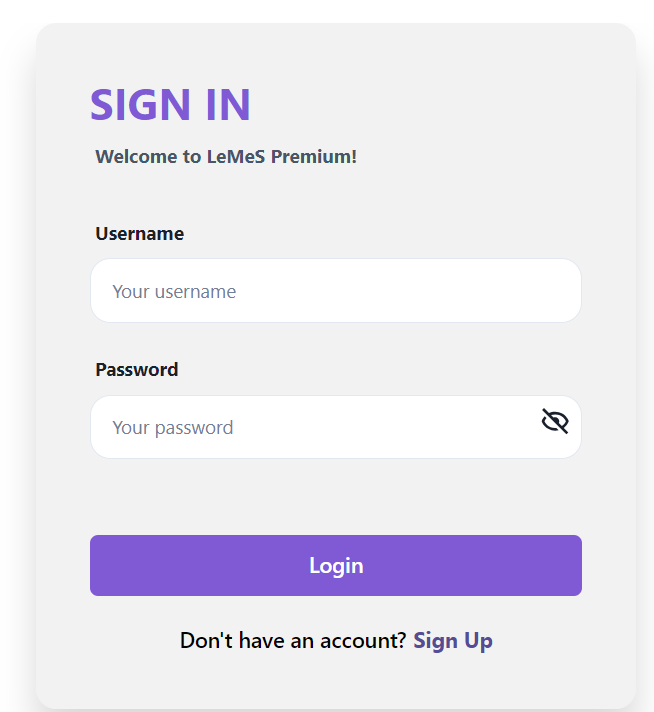 SIGN IN
Welcome to LeMeS Premium!
Username
Your username
Password
Your password
Login
Don't have an account? Sign Up